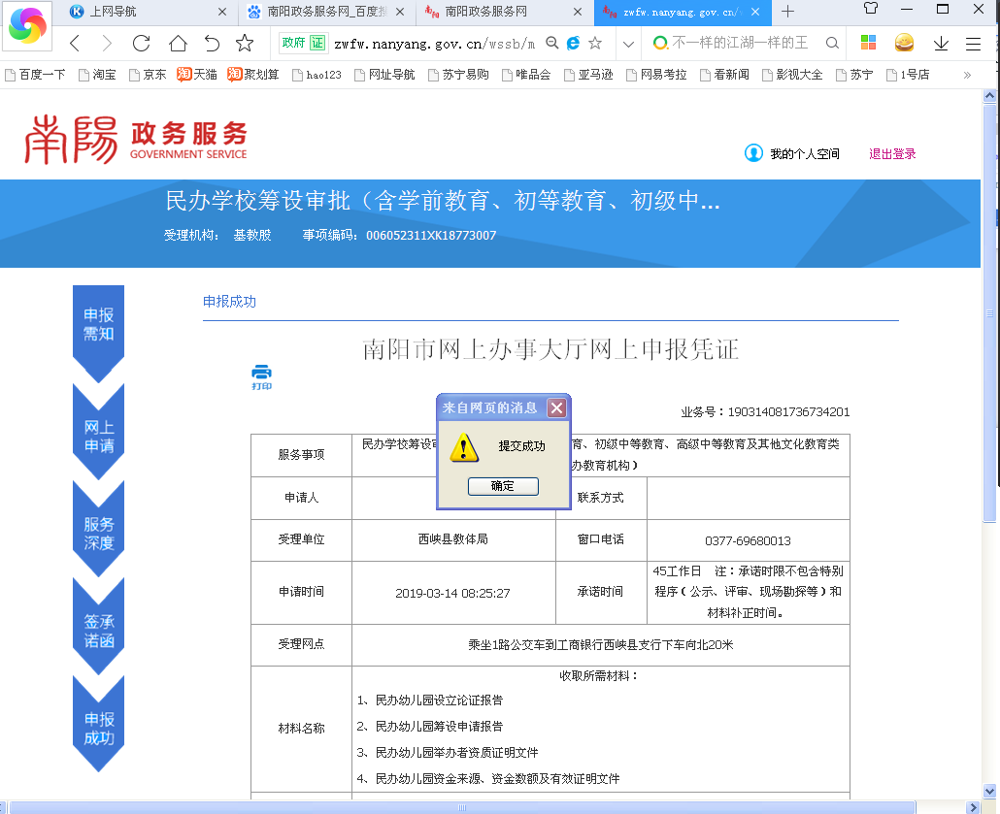 上网导航
南阳政务服务网_百度搜
南阳政务服务网
zwfw.nanyang.gov.cn/
政府 证 zwfw.nanyang.gov.cn/wssb/m
不一样的江湖一样的王
百度一下 淘宝 京东 淘 天猫 淘 聚划算 hao123 网址导航 苏宁易购 唯品会 亚马逊 网易考拉 看新闻 影视大全 苏宁 1号店 »
南陽 政务服务
GOVERNMENT SERVICE
我的个人空间 退出登录
民办学校筹设审批（含学前教育、初等教育、初级中...
受理机构： 基教股 事项编码：006052311XK18773007
申报
需知
网上
申请
服务
深度
签承
诺函
申报
成功
申报成功
南阳市网上办事大厅网上申报凭证
打印
业务号：190314081736734201
来自网页的消息
提交成功
确定
服务事项 民办学校筹设 育、初级中等教育、高级中等教育及其他文化教育类
办教育机构）
申请人 联系方式
受理单位 西峡县教体局 窗口电话 0377-69680013
申请时间 2019-03-14 08:25:27 承诺时间 45工作日 注：承诺时限不包含特别
程序（公示、评审、现场勘探等）和
材料补正时间。
受理网点 乘坐1路公交车到工商银行西峡县支行下车向北20米
材料名称 收取所需材料：
1、民办幼儿园设立论证报告
2、民办幼儿园筹设申请报告
3、民办幼儿园举办者资质证明文件
4、民办幼儿园资金来源、资金数额及有效证明文件